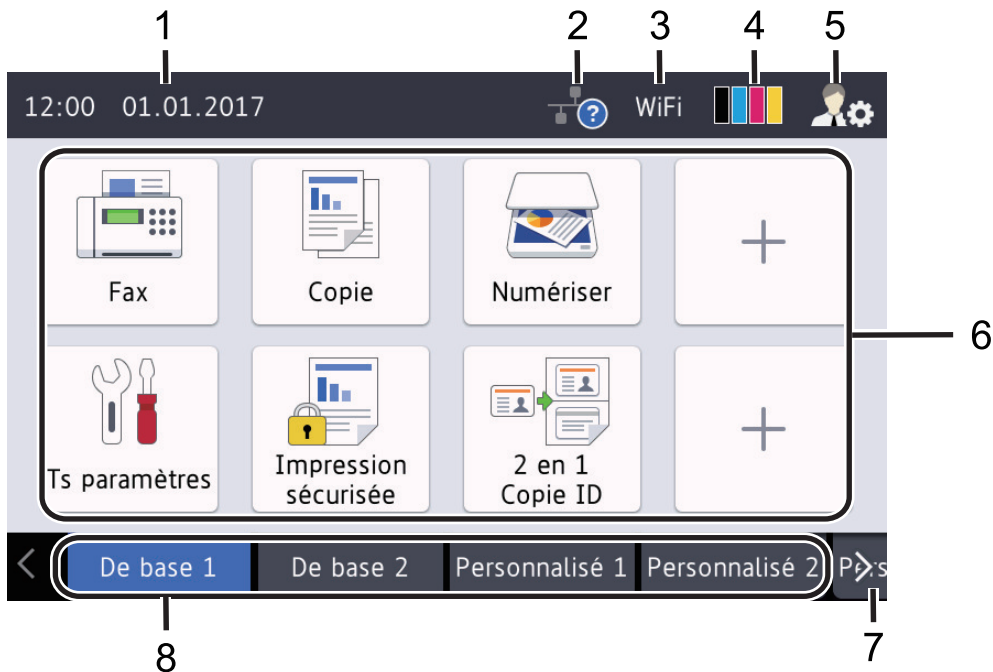 1 2 3 4 5
12:00 01.01.2017 ? WiFi
Fax Copie Numériser
6
Ts paramètres Impression sécurisée 2 en 1 Copie ID
De base 1 De base 2 Personnalisé 1 Personnalisé 2 Pers
8 7